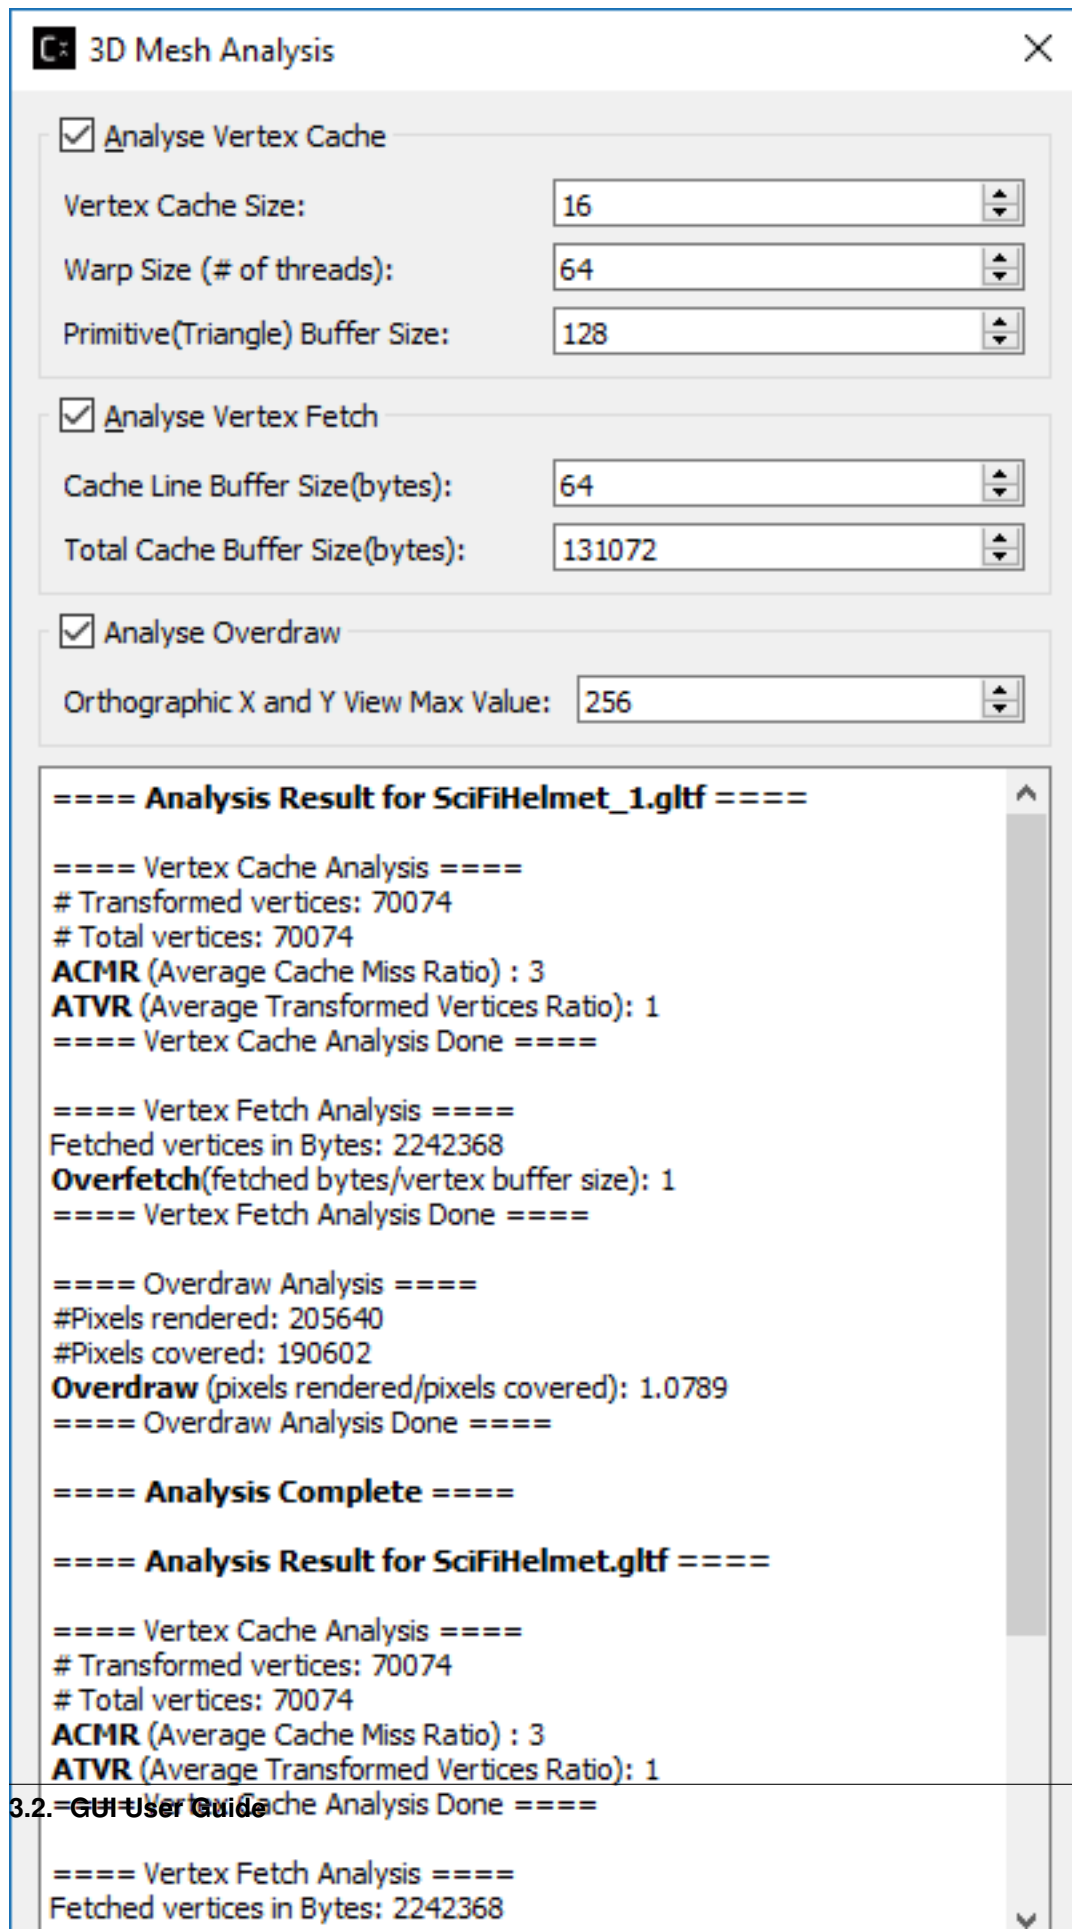 3D Mesh Analysis
Analyse Vertex Cache
Vertex Cache Size: 16
Warp Size (# of threads): 64
Primitive(Triangle) Buffer Size: 128
Analyse Vertex Fetch
Cache Line Buffer Size(bytes): 64
Total Cache Buffer Size(bytes): 131072
Analyse Overdraw
Orthographic X and Y View Max Value: 256
==== Analysis Result for SciFiHelmet_1.gltf ====
==== Vertex Cache Analysis ====
# Transformed vertices: 70074
# Total vertices: 70074
ACMR (Average Cache Miss Ratio) : 3
ATVR (Average Transformed Vertices Ratio): 1
==== Vertex Cache Analysis Done ====
==== Vertex Fetch Analysis ====
Fetched vertices in Bytes: 2242368
Overfetch(fetched bytes/vertex buffer size): 1
==== Vertex Fetch Analysis Done ====
==== Overdraw Analysis ====
#Pixels rendered: 205640
#Pixels covered: 190602
Overdraw (pixels rendered/pixels covered): 1.0789
==== Overdraw Analysis Done ====
==== Analysis Complete ====
==== Analysis Result for SciFiHelmet.gltf ====
==== Vertex Cache Analysis ====
# Transformed vertices: 70074
# Total vertices: 70074
ACMR (Average Cache Miss Ratio) : 3
ATVR (Average Transformed Vertices Ratio): 1
==== Vertex Cache Analysis Done ====
3.2. GUI User Guide
==== Vertex Fetch Analysis ====
Fetched vertices in Bytes: 2242368